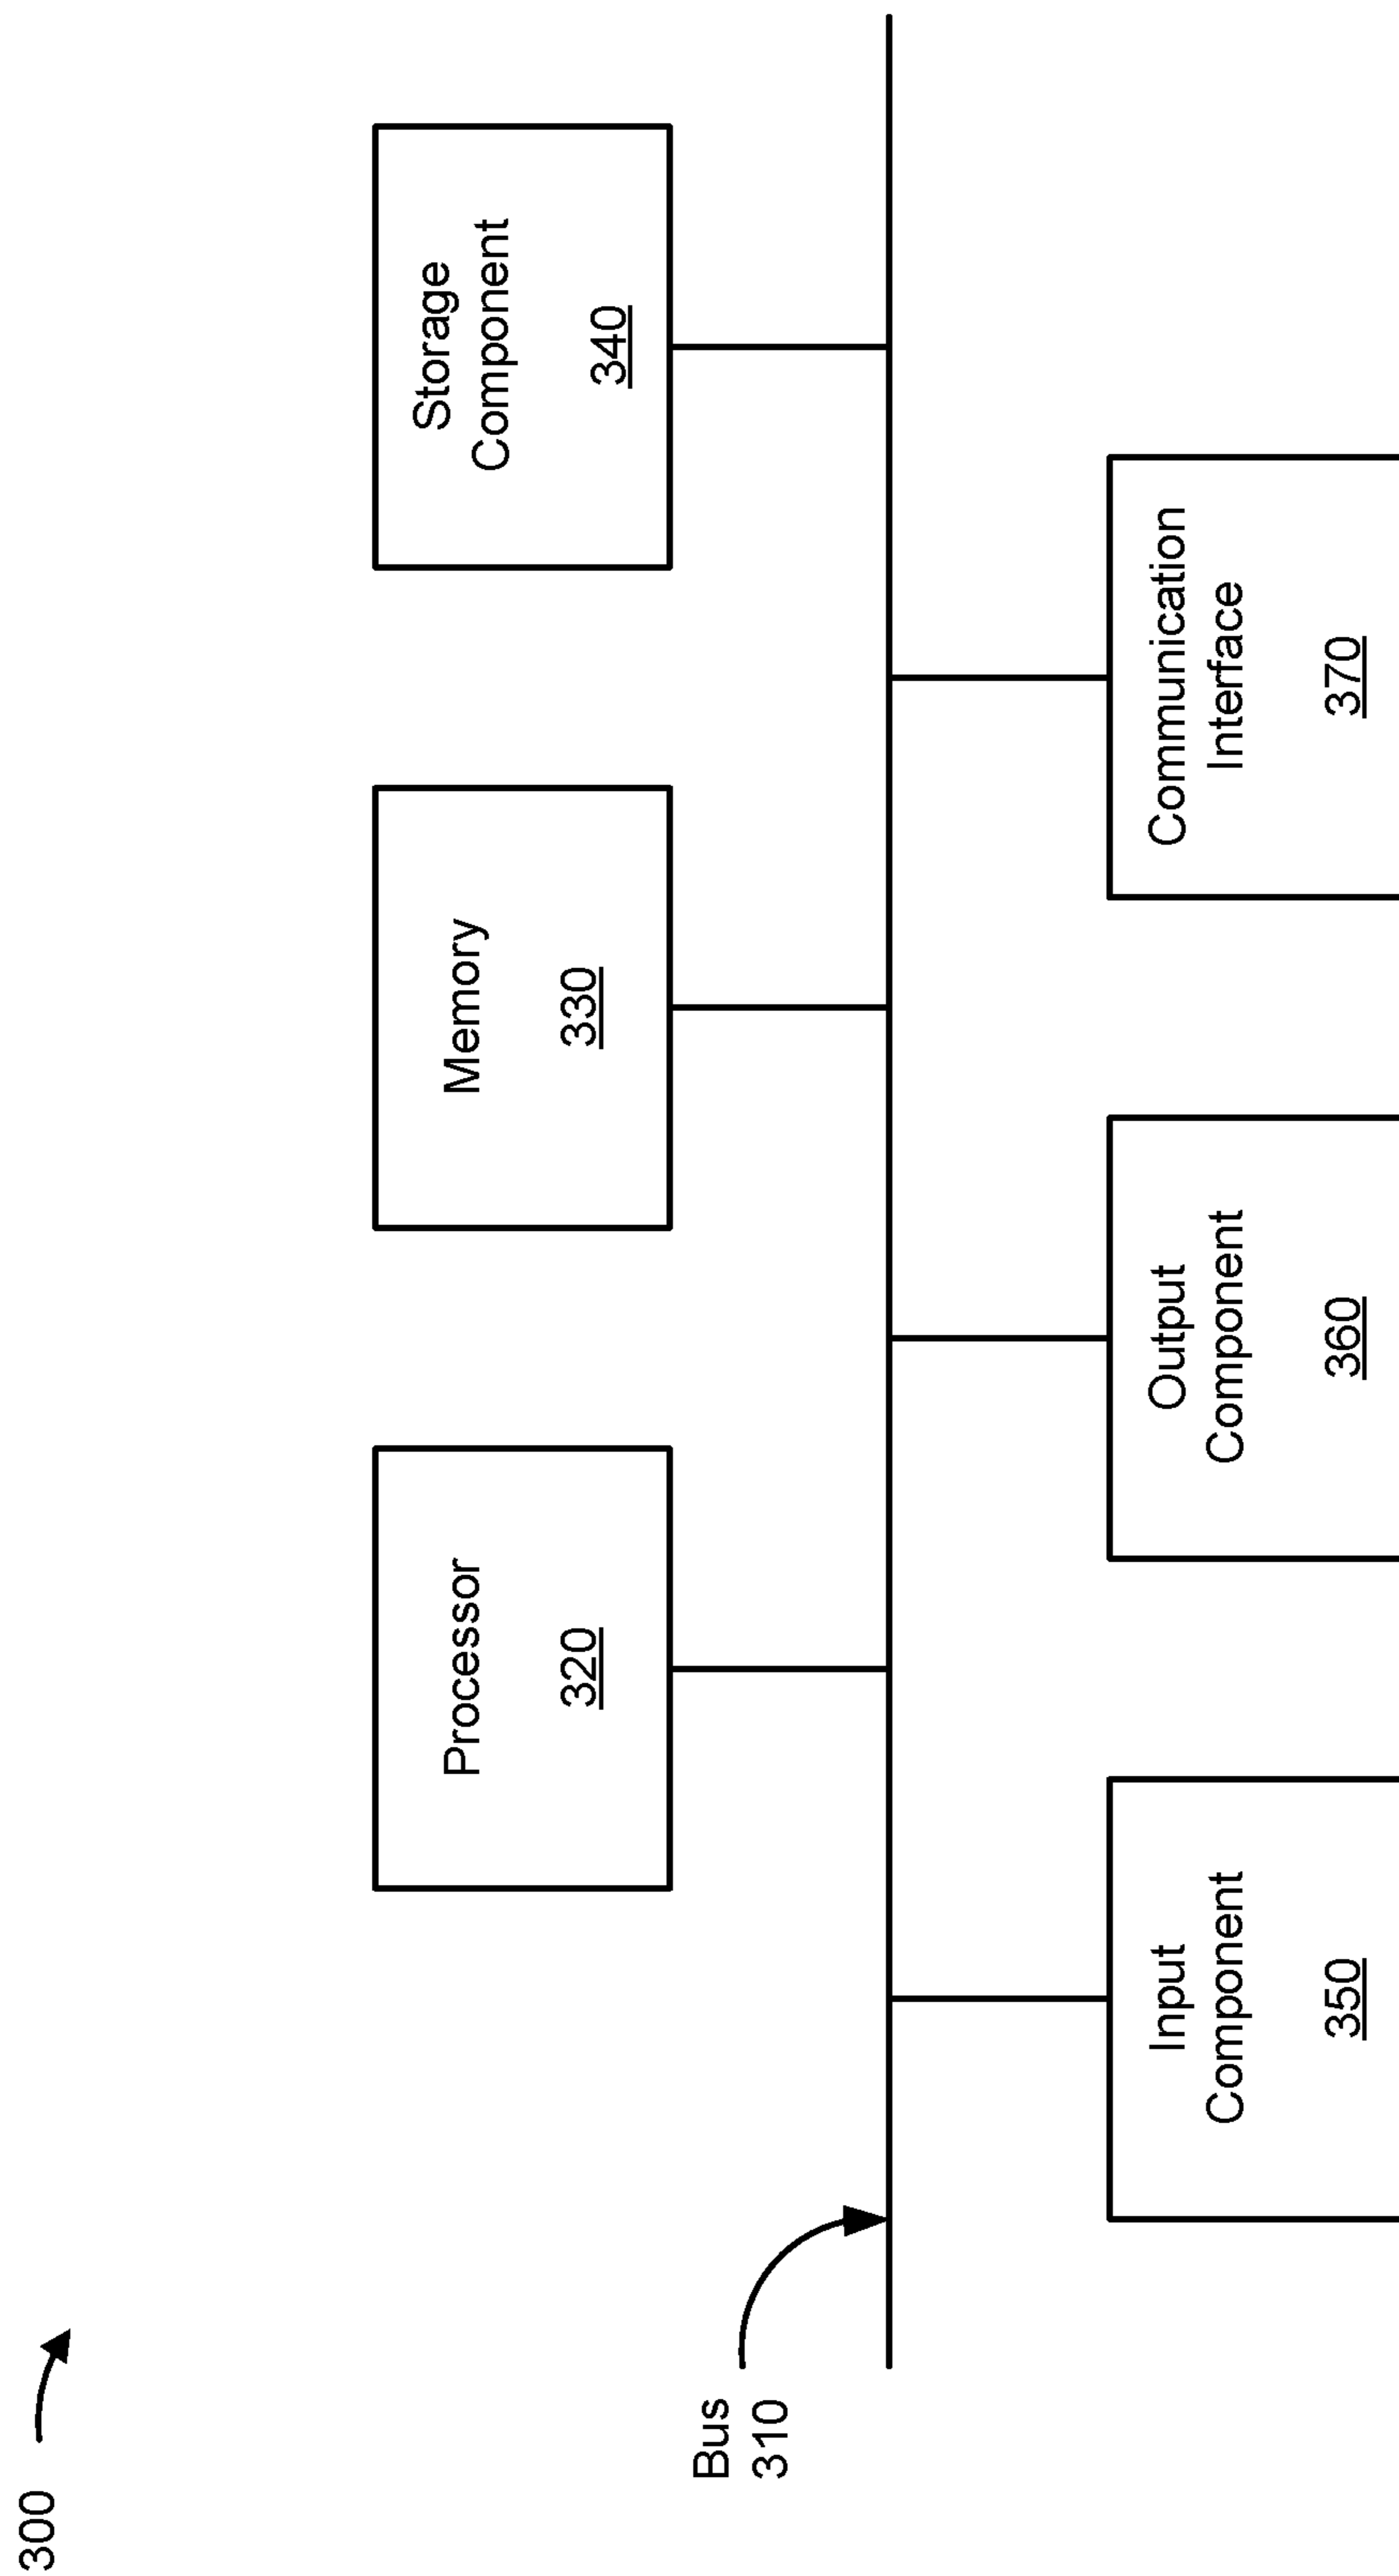 300
Bus
310
Processor
320
Memory
330
Storage
Component
340
Input
Component
350
Output
Component
360
Communication
Interface
370